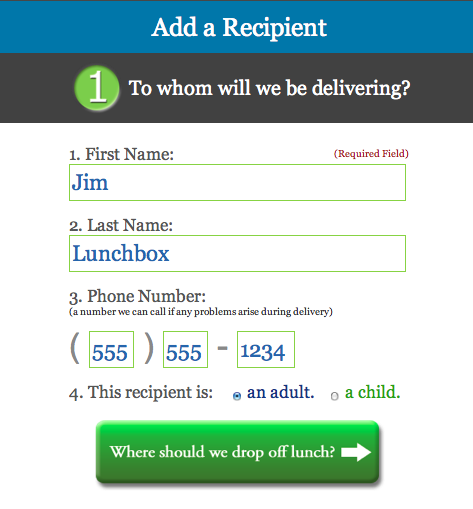 Add a Recipient
1 To whom will we be delivering?
1. First Name: (Required Field)
Jim
2. Last Name:
Lunchbox
3. Phone Number:
(a number we can call if any problems arise during delivery)
( 555 ) 555 - 1234
4. This recipient is: an adult. a child.
Where should we drop off lunch?